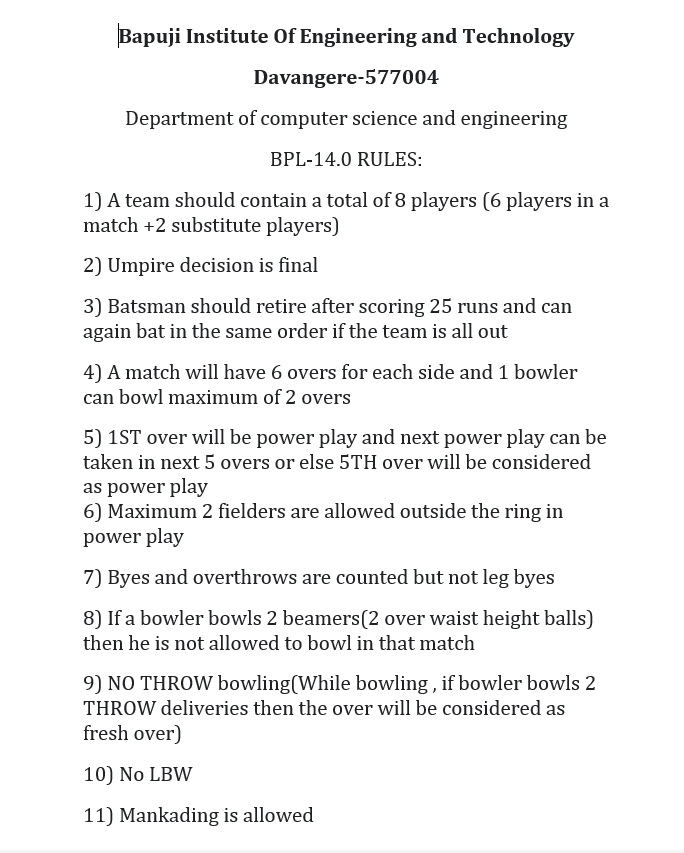 Bapuji Institute Of Engineering and Technology
Davangere-577004
Department of computer science and engineering
BPL-14.0 RULES:
1) A team should contain a total of 8 players (6 players in a
match +2 substitute players)
2) Umpire decision is final
3) Batsman should retire after scoring 25 runs and can
again bat in the same order if the team is all out
4) A match will have 6 overs for each side and 1 bowler
can bowl maximum of 2 overs
5) 1ST over will be power play and next power play can be
taken in next 5 overs or else 5TH over will be considered
as power play
6) Maximum 2 fielders are allowed outside the ring in
power play
7) Byes and overthrows are counted but not leg byes
8) If a bowler bowls 2 beamers(2 over waist height balls)
then he is not allowed to bowl in that match
9) NO THROW bowling(While bowling , if bowler bowls 2
THROW deliveries then the over will be considered as
fresh over)
10) No LBW
11) Mankading is allowed